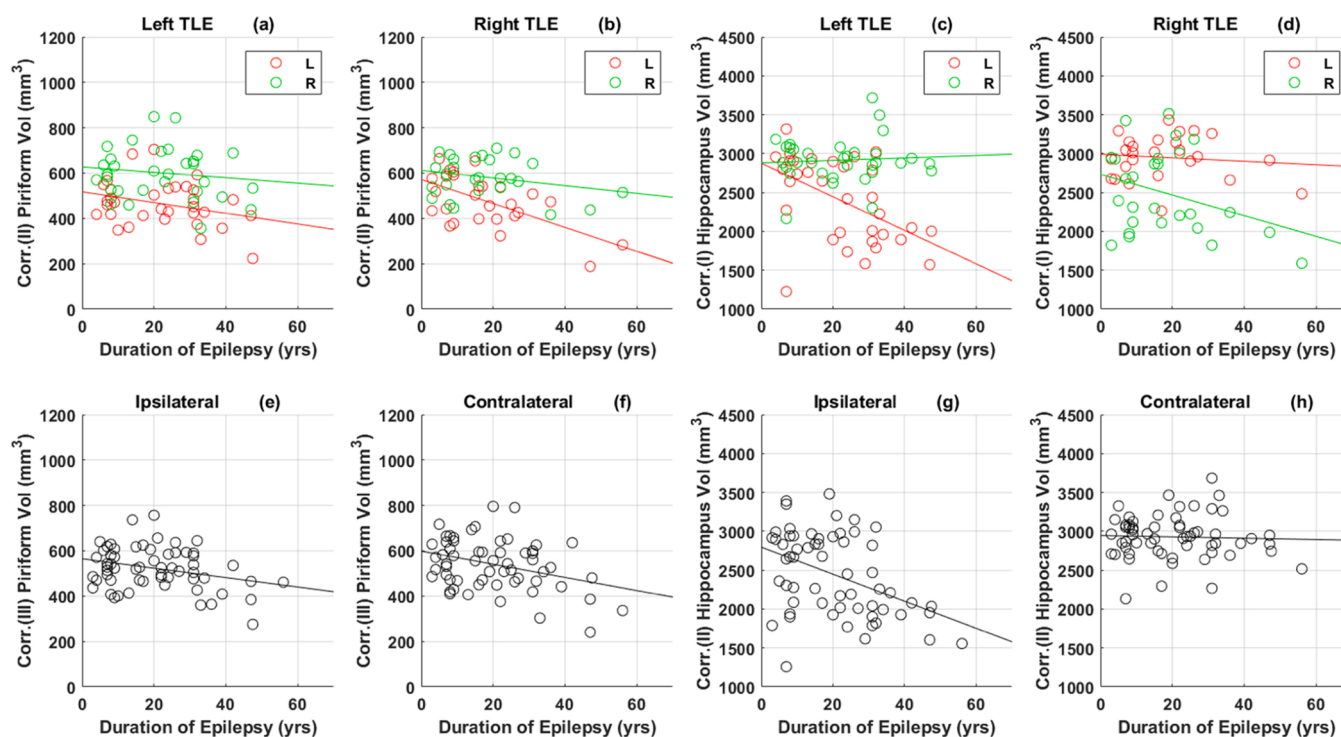 Left TLE (a)
Corr.(II) Piriform Vol (mm³)
1200
1000
800
600
400
200
0
L
R
0 20 40 60
Duration of Epilepsy (yrs)
Right TLE (b)
Corr.(II) Piriform Vol (mm³)
1200
1000
800
600
400
200
0
L
R
0 20 40 60
Duration of Epilepsy (yrs)
Left TLE (c)
Corr.(I) Hippocampus Vol (mm³)
4500
4000
3500
3000
2500
2000
1500
1000
L
R
0 20 40 60
Duration of Epilepsy (yrs)
Right TLE (d)
Corr.(I) Hippocampus Vol (mm³)
4500
4000
3500
3000
2500
2000
1500
1000
L
R
0 20 40 60
Duration of Epilepsy (yrs)
Ipsilateral (e)
Corr.(III) Piriform Vol (mm³)
1200
1000
800
600
400
200
0
0 20 40 60
Duration of Epilepsy (yrs)
Contralateral (f)
Corr.(III) Piriform Vol (mm³)
1200
1000
800
600
400
200
0
0 20 40 60
Duration of Epilepsy (yrs)
Ipsilateral (g)
Corr.(II) Hippocampus Vol (mm³)
4500
4000
3500
3000
2500
2000
1500
1000
0 20 40 60
Duration of Epilepsy (yrs)
Contralateral (h)
Corr.(II) Hippocampus Vol (mm³)
4500
4000
3500
3000
2500
2000
1500
1000
0 20 40 60
Duration of Epilepsy (yrs)